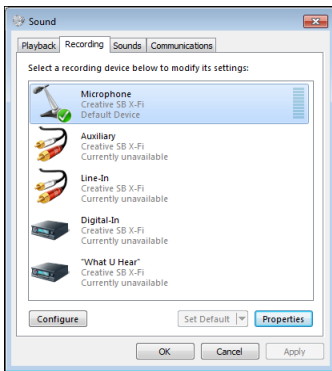 Sound
Playback Recording Sounds Communications
Select a recording device below to modify its settings:
Microphone
Creative SB X-Fi
Default Device
Auxiliary
Creative SB X-Fi
Currently unavailable
Line-In
Creative SB X-Fi
Currently unavailable
Digital-In
Creative SB X-Fi
Currently unavailable
"What U Hear"
Creative SB X-Fi
Currently unavailable
Configure Set Default Properties
OK Cancel Apply